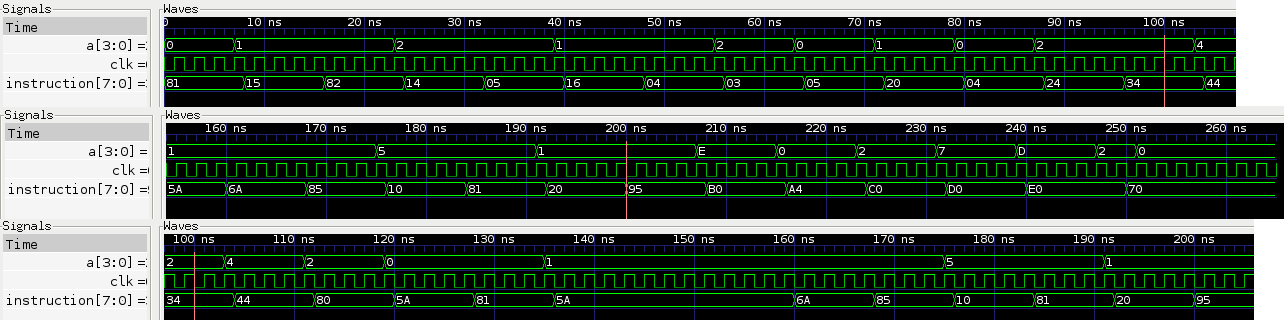 Signals Waves
Time 0 10 ns 20 ns 30 ns 40 ns 50 ns 60 ns 70 ns 80 ns 90 ns 100 ns
a[3:0] = 0 1 2 1 2 0 1 0 2 4
clk =
instruction[7:0] = 81 15 82 14 05 16 04 03 05 20 04 24 34 44
Signals Waves
Time 160 ns 170 ns 180 ns 190 ns 200 ns 210 ns 220 ns 230 ns 240 ns 250 ns 260 ns
a[3:0] = 1 5 1 E 0 2 7 D 2 0
clk =
instruction[7:0] = 5A 6A 85 10 81 20 95 B0 A4 C0 D0 E0 70
Signals Waves
Time 100 ns 110 ns 120 ns 130 ns 140 ns 150 ns 160 ns 170 ns 180 ns 190 ns 200 ns
a[3:0] = 2 4 2 0 1 5 1
clk =
instruction[7:0] = 34 44 80 5A 81 5A 6A 85 10 81 20 95